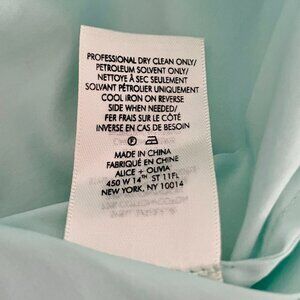 PROFESSIONAL DRY CLEAN ONLY/
PETROLEUM SOLVENT ONLY/
NETTOYÉ À SEC SEULEMENT
SOLVANT PÉTROLIER UNIQUEMENT
COOL IRON ON REVERSE
SIDE WHEN NEEDED/
FER FRAIS SUR LE CÔTÉ
INVERSE EN CAS DE BESOIN
MADE IN CHINA
FABRIQUÉ EN CHINE
ALICE + OLIVIA
450 W 14TH ST 11FL
NEW YORK, NY 10014